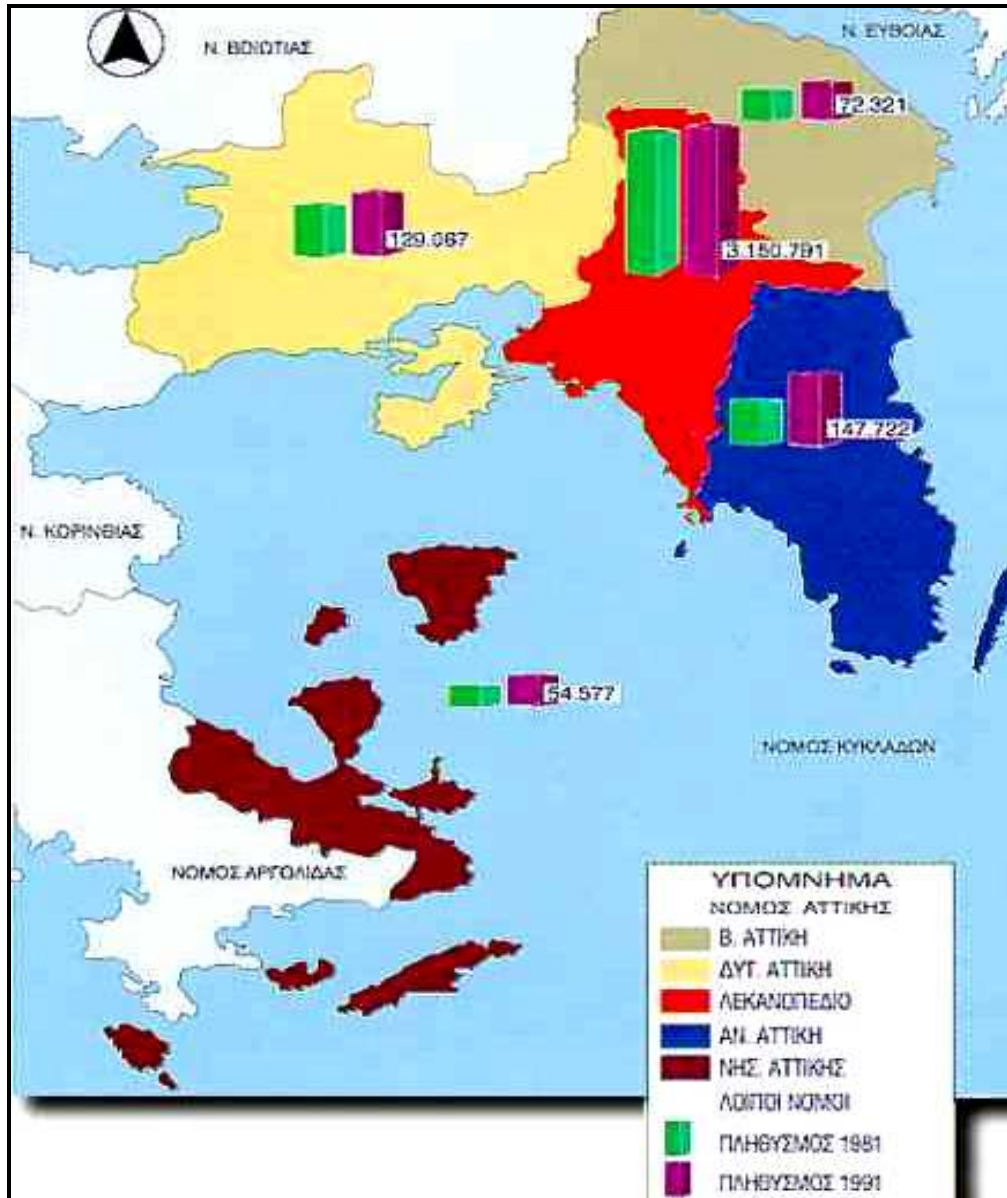 Ν. ΒΟΙΩΤΙΑΣ
Ν. ΕΥΒΟΙΑΣ
72.321
129.067
3.150.791
147.722
Ν. ΚΟΡΙΝΘΙΑΣ
54.577
ΝΟΜΟΣ ΚΥΚΛΑΔΩΝ
ΝΟΜΟΣ ΑΡΓΟΛΙΔΑΣ
ΥΠΟΜΝΗΜΑ
ΝΟΜΟΣ ΑΤΤΙΚΗΣ
Β. ΑΤΤΙΚΗ
ΔΥΤ. ΑΤΤΙΚΗ
ΛΕΚΑΝΟΠΕΔΙΟ
ΑΝ. ΑΤΤΙΚΗ
ΝΗΣ. ΑΤΤΙΚΗΣ
ΛΟΙΠΟΙ ΝΟΜΟΙ
ΠΛΗΘΥΣΜΟΣ 1981
ΠΛΗΘΥΣΜΟΣ 1991